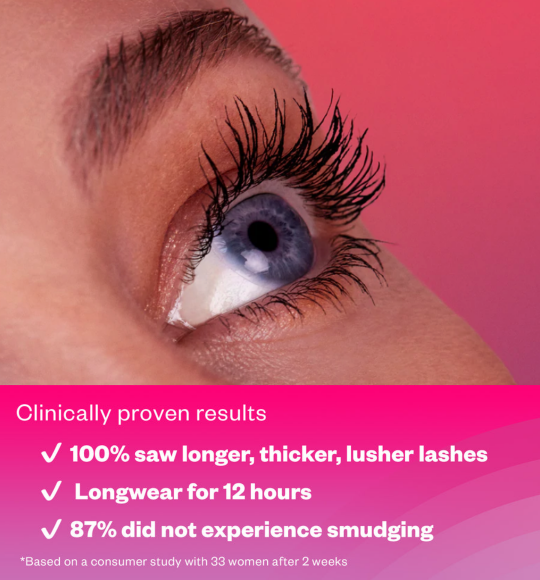 Clinically proven results
✓ 100% saw longer, thicker, lusher lashes
✓ Longwear for 12 hours
✓ 87% did not experience smudging
*Based on a consumer study with 33 women after 2 weeks